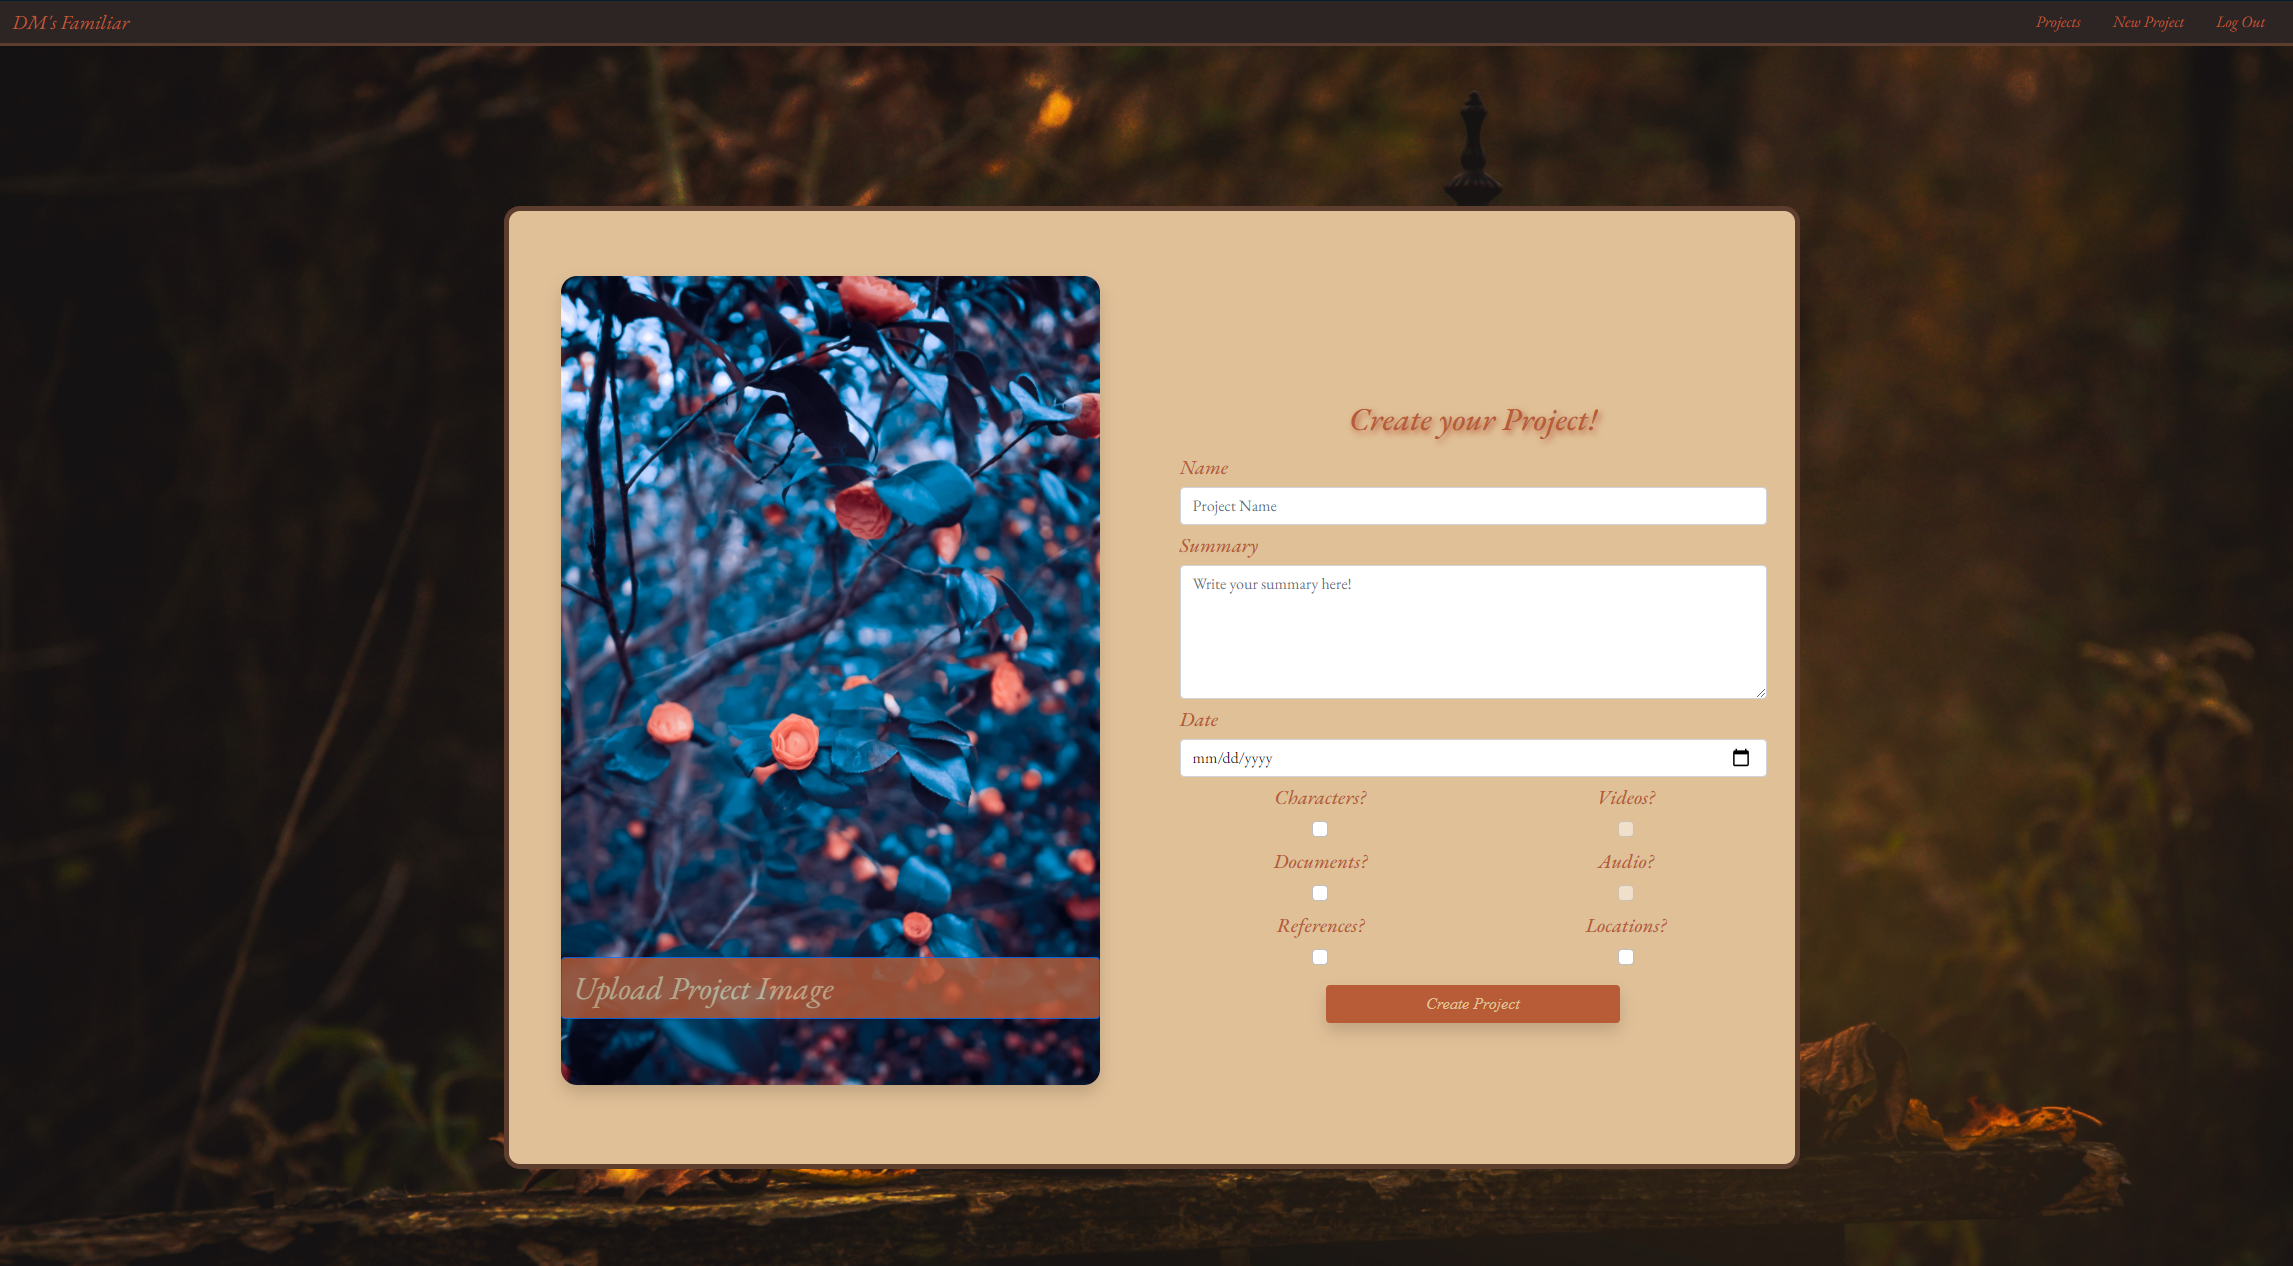 DM's Familiar
Projects New Project Log Out
Create your Project!
Name
Project Name
Summary
Write your summary here!
Date
mm/dd/yyyy
Characters? Videos?
Documents? Audio?
References? Locations?
Upload Project Image
Create Project